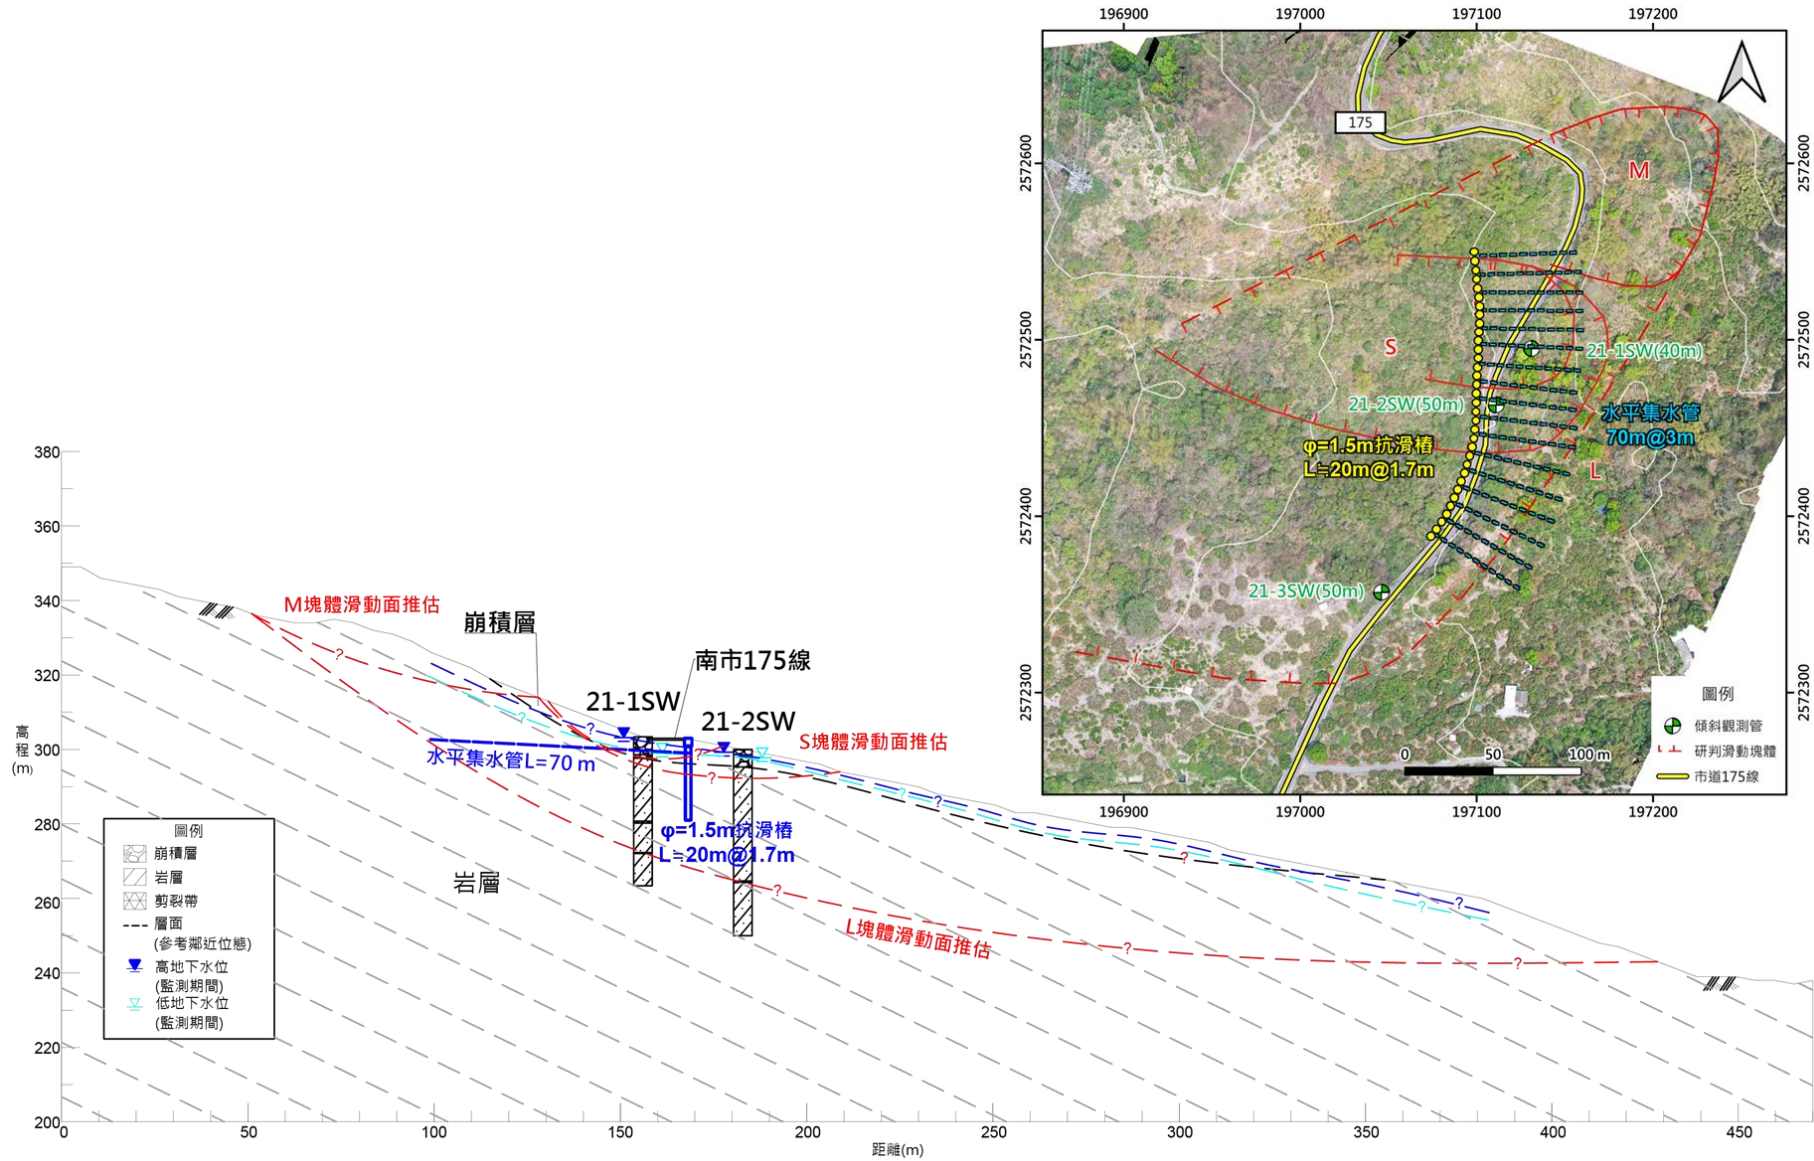 196900
197000
197100
197200
2572600
2572500
2572400
2572300
2572600
2572500
2572400
2572300
175
M
S
L
21-1SW(40m)
21-2SW(50m)
21-3SW(50m)
水平集水管
70m@3m
φ=1.5m抗滑樁
L≒20m@1.7m
0
50
100 m
圖例
傾斜觀測管
研判滑動塊體
市道175線
380
360
340
320
300
280
260
240
220
200
高
程
(m)
M塊體滑動面推估
崩積層
南市175線
21-1SW
21-2SW
S塊體滑動面推估
水平集水管L=70 m
φ=1.5m抗滑樁
L≒20m@1.7m
岩層
L塊體滑動面推估
?
?
?
?
?
?
?
?
?
?
?
?
?
圖例
崩積層
岩層
剪裂帶
層面
(參考鄰近位態)
高地下水位
(監測期間)
低地下水位
(監測期間)
0
50
100
150
200
250
300
350
400
450
距離(m)